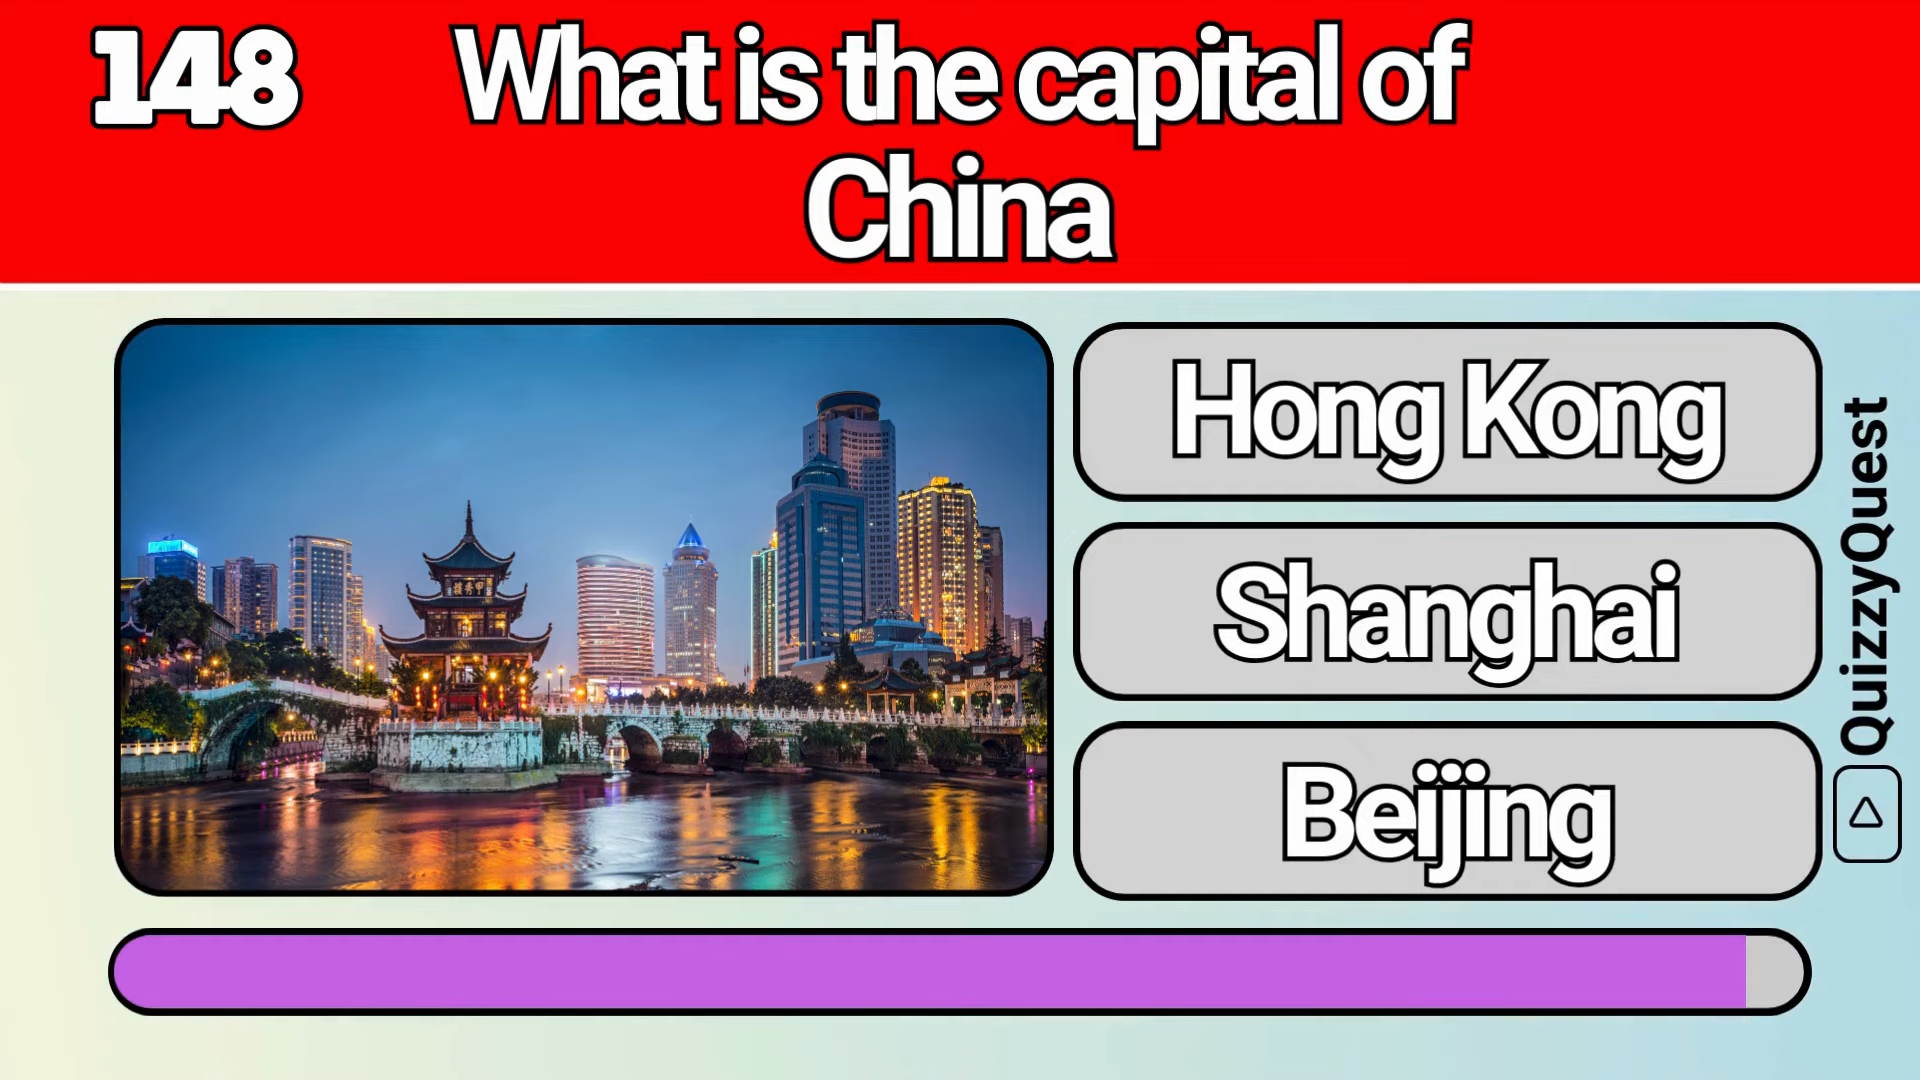 148
What is the capital of
China
Hong Kong
Shanghai
Beijing
QuizzyQuest